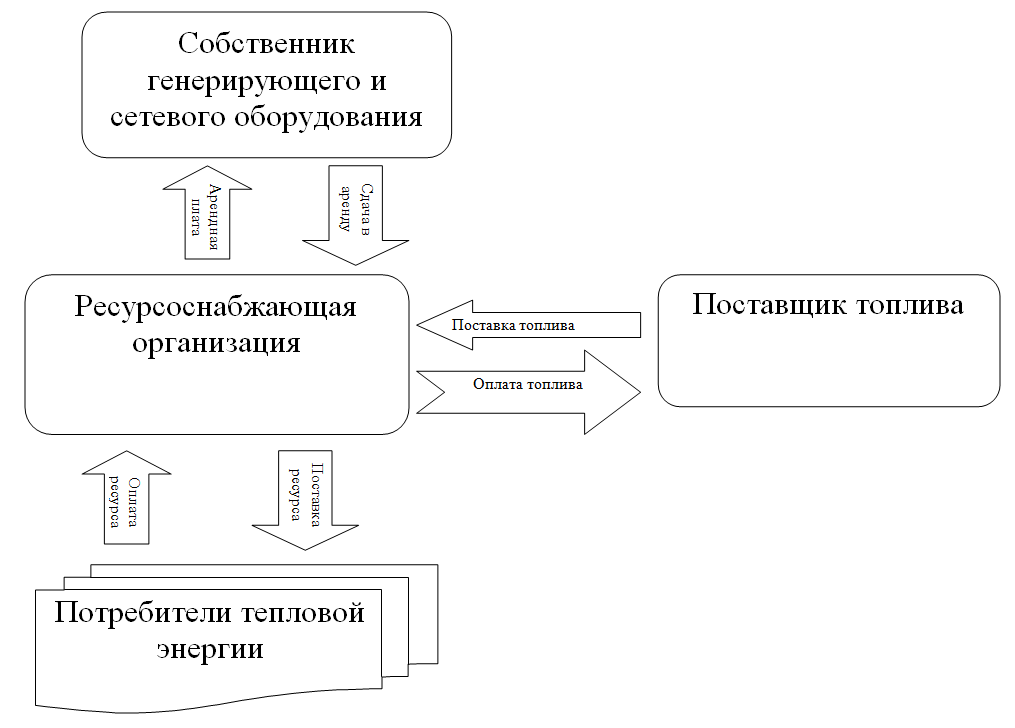 Собственник
генерирующего и
сетевого оборудования
Арендная
плата
Сдача в
аренду
Ресурсоснабжающая
организация
Поставщик топлива
Поставка топлива
Оплата топлива
Оплата
ресурса
Поставка
ресурса
Потребители тепловой
энергии